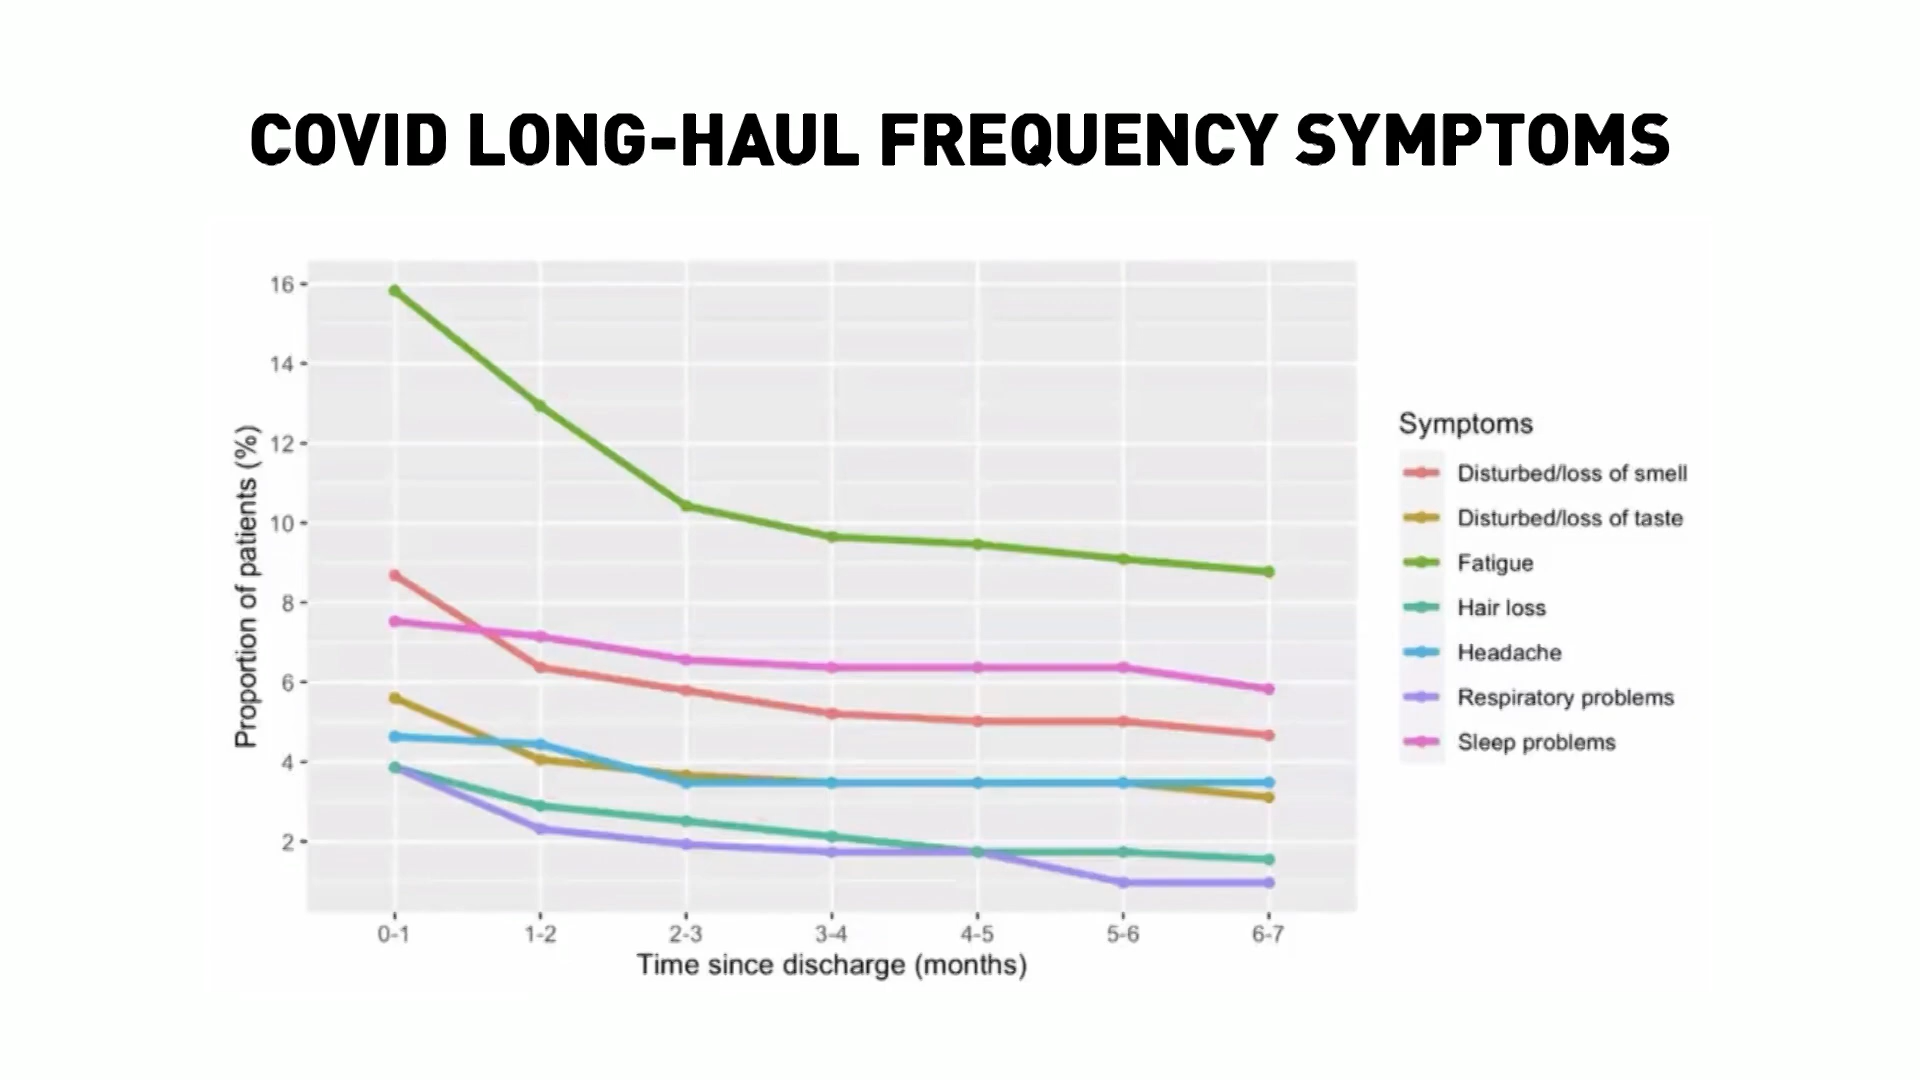 COVID LONG-HAUL FREQUENCY SYMPTOMS
16
14
12
10
8
6
4
2
Proportion of patients (%)
0-1 1-2 2-3 3-4 4-5 5-6 6-7
Time since discharge (months)
Symptoms
Disturbed/loss of smell
Disturbed/loss of taste
Fatigue
Hair loss
Headache
Respiratory problems
Sleep problems